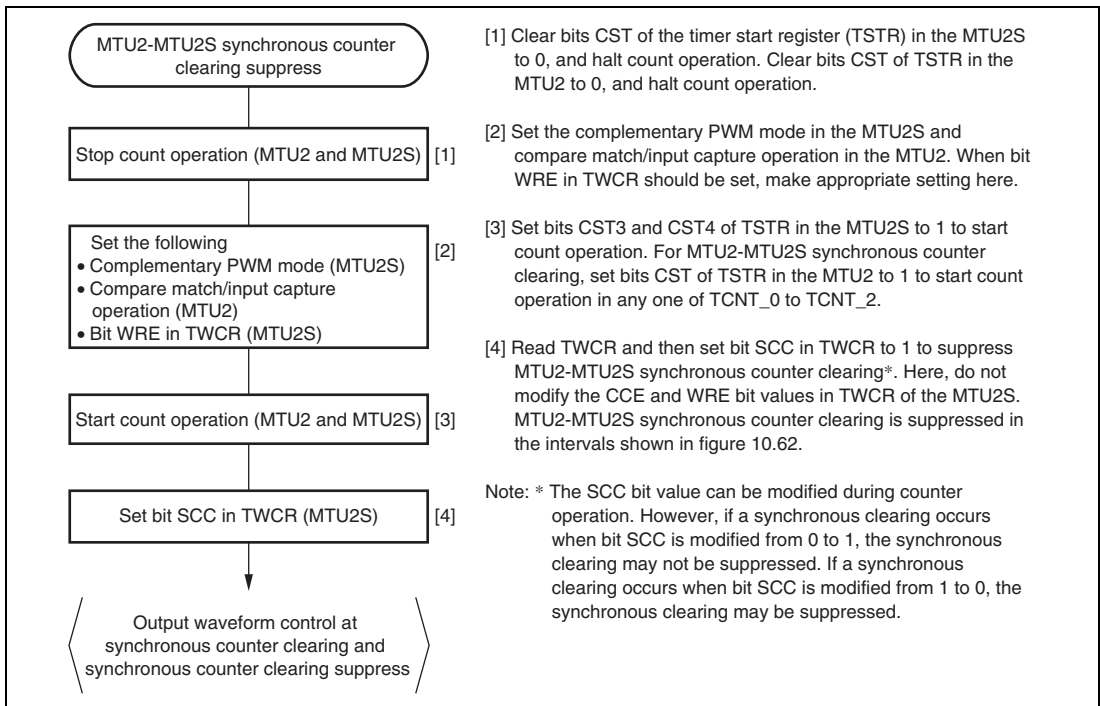 MTU2-MTU2S synchronous counter
clearing suppress
Stop count operation (MTU2 and MTU2S)
[1]
Set the following
• Complementary PWM mode (MTU2S)
• Compare match/input capture
operation (MTU2)
• Bit WRE in TWCR (MTU2S)
[2]
Start count operation (MTU2 and MTU2S)
[3]
Set bit SCC in TWCR (MTU2S)
[4]
Output waveform control at
synchronous counter clearing and
synchronous counter clearing suppress
[1] Clear bits CST of the timer start register (TSTR) in the MTU2S
to 0, and halt count operation. Clear bits CST of TSTR in the
MTU2 to 0, and halt count operation.
[2] Set the complementary PWM mode in the MTU2S and
compare match/input capture operation in the MTU2. When bit
WRE in TWCR should be set, make appropriate setting here.
[3] Set bits CST3 and CST4 of TSTR in the MTU2S to 1 to start
count operation. For MTU2-MTU2S synchronous counter
clearing, set bits CST of TSTR in the MTU2 to 1 to start count
operation in any one of TCNT_0 to TCNT_2.
[4] Read TWCR and then set bit SCC in TWCR to 1 to suppress
MTU2-MTU2S synchronous counter clearing*. Here, do not
modify the CCE and WRE bit values in TWCR of the MTU2S.
MTU2-MTU2S synchronous counter clearing is suppressed in
the intervals shown in figure 10.62.
Note: * The SCC bit value can be modified during counter
operation. However, if a synchronous clearing occurs
when bit SCC is modified from 0 to 1, the synchronous
clearing may not be suppressed. If a synchronous
clearing occurs when bit SCC is modified from 1 to 0, the
synchronous clearing may be suppressed.